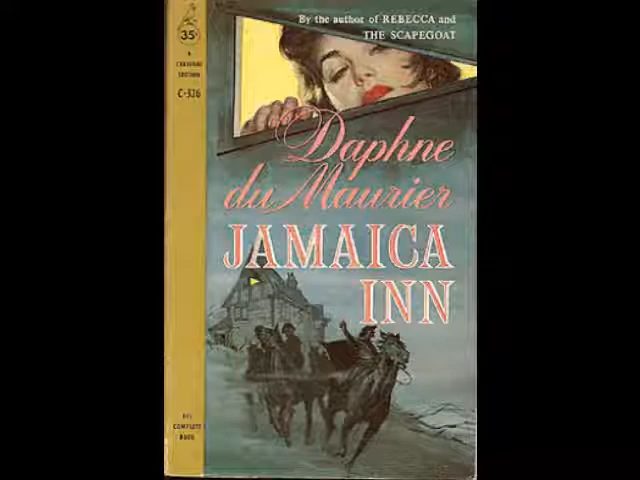 By the author of REBECCA and
THE SCAPEGOAT
35¢
A
CARDINAL
EDITION
C-326
Daphne
du Maurier
JAMAICA
INN
COMPLETE
BOOK